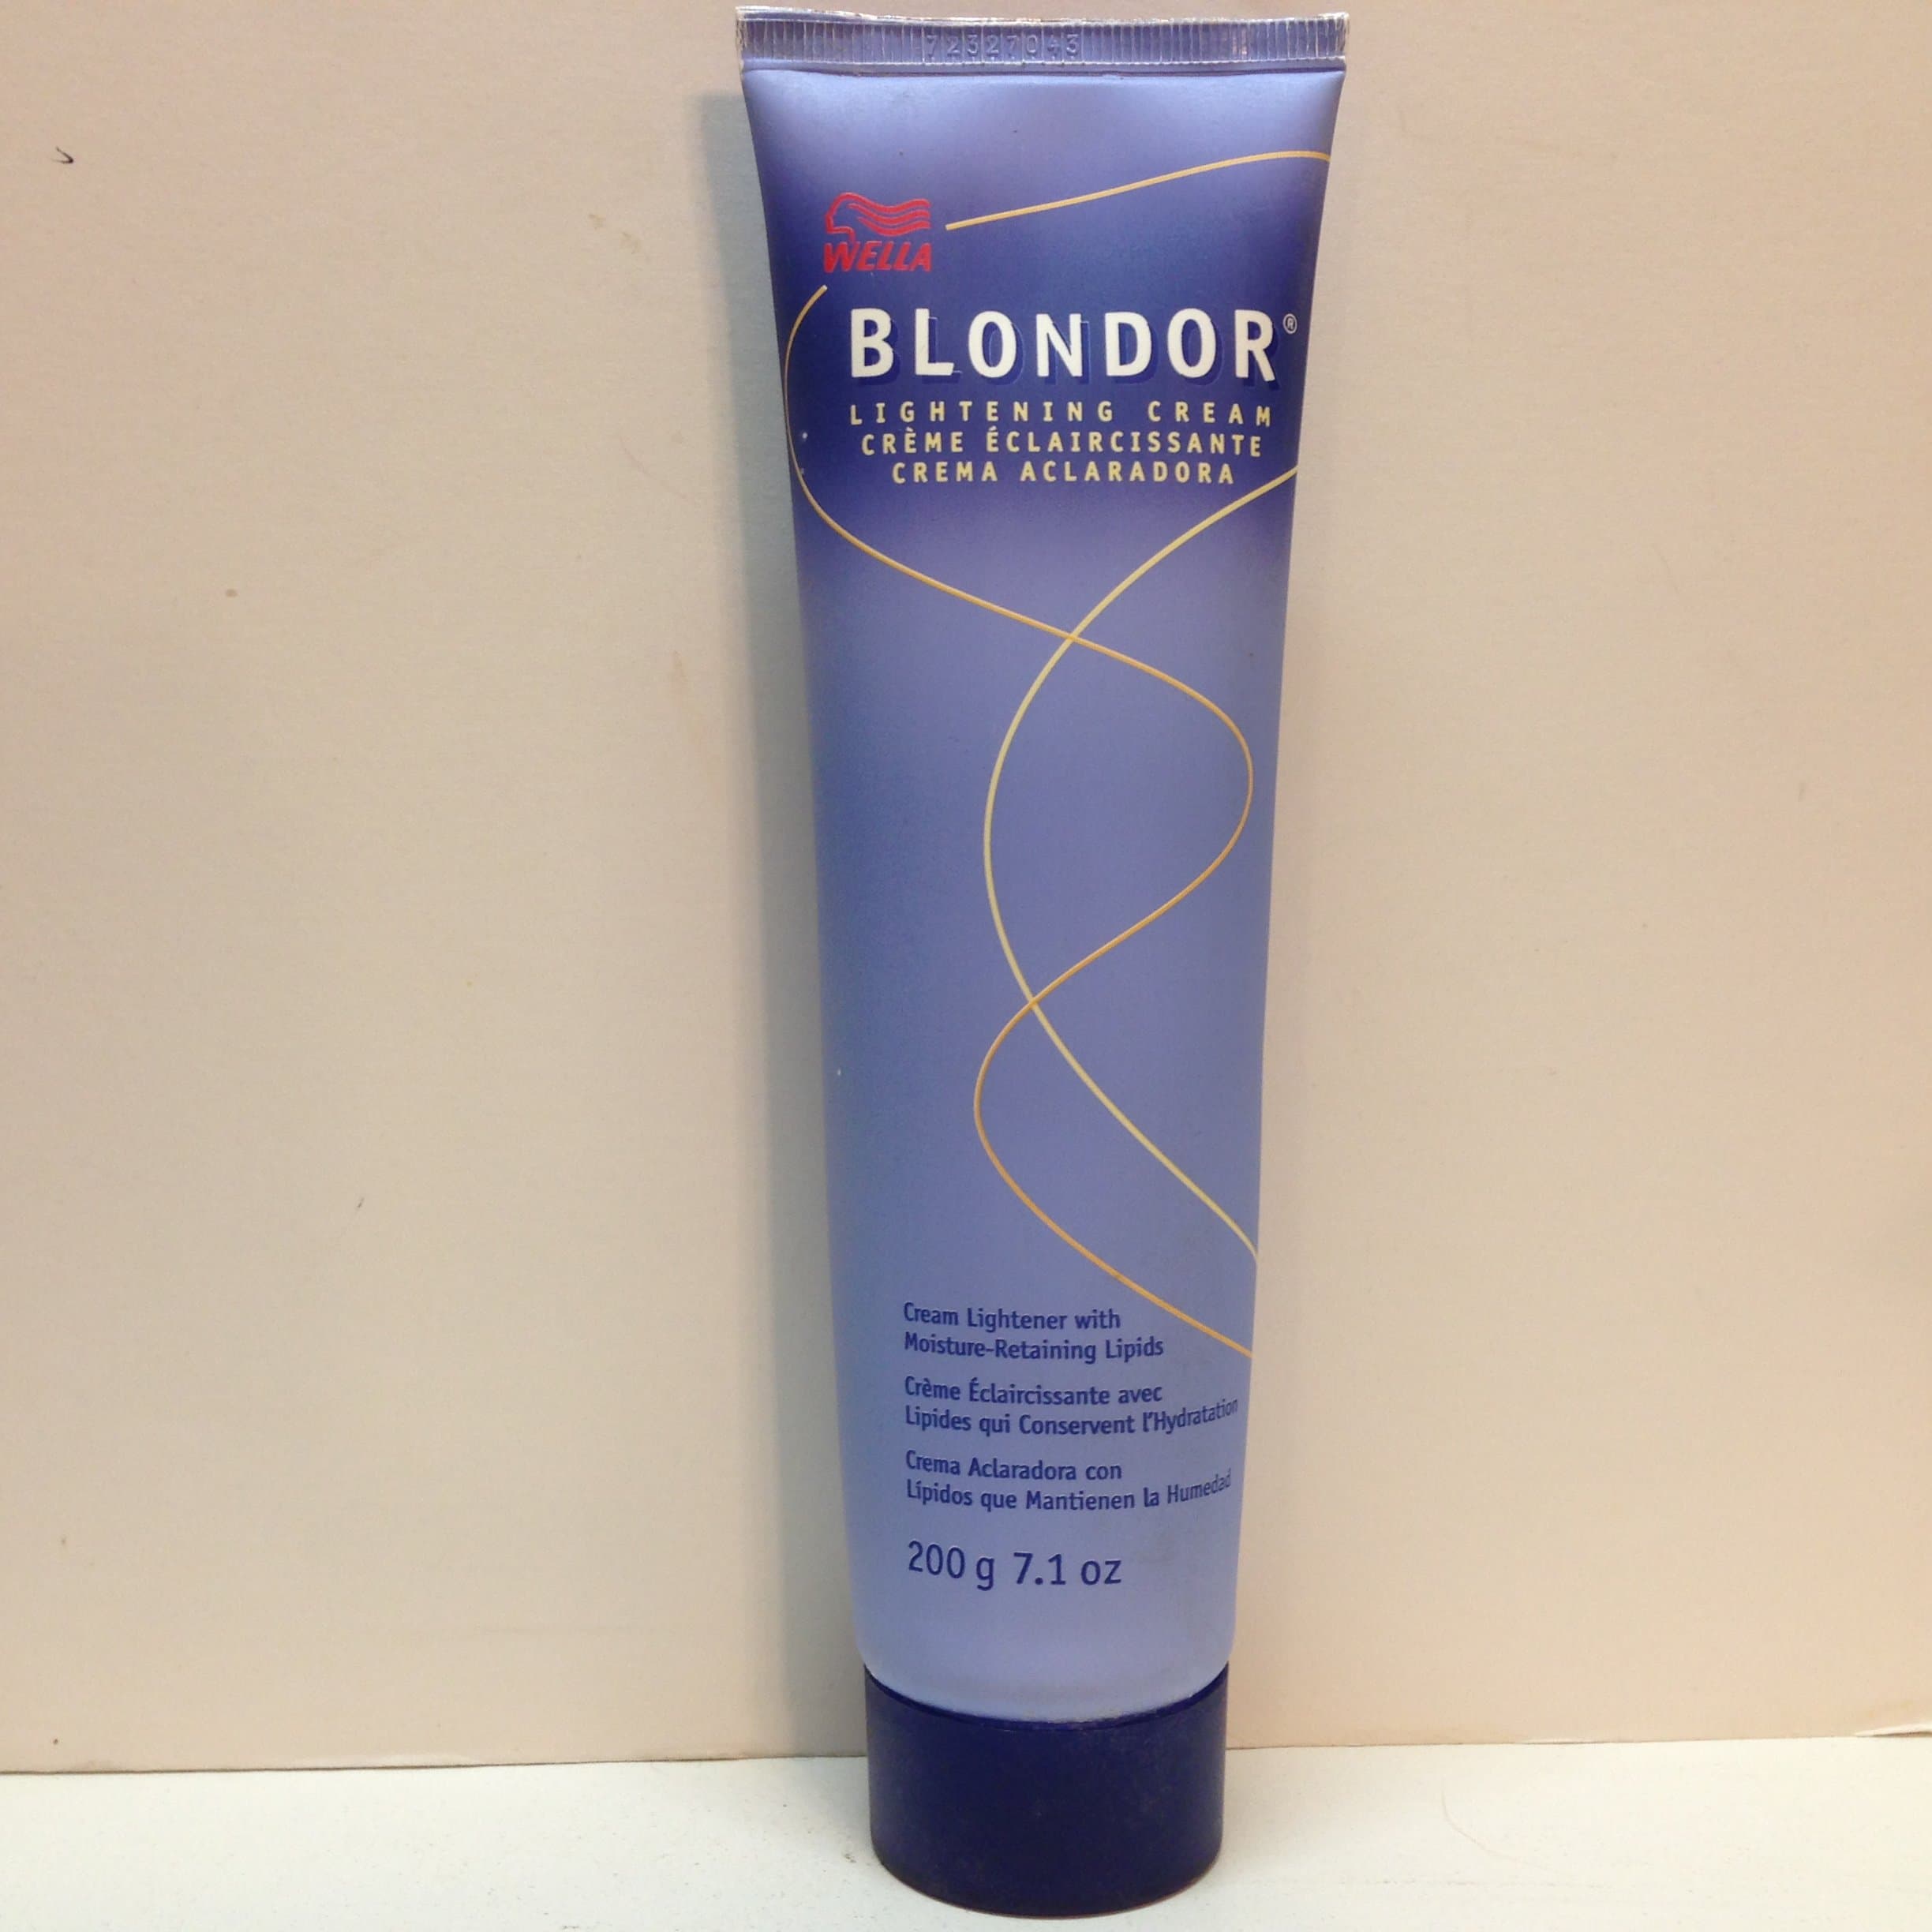 72327043
WELLA
BLONDOR®
LIGHTENING CREAM
CRÈME ÉCLAIRCISSANTE
CREMA ACLARADORA
Cream Lightener with
Moisture-Retaining Lipids
Crème Éclaircissante avec
Lipides qui Conservent l'Hydratation
Crema Aclaradora con
Lípidos que Mantienen la Humedad
200 g 7.1 oz